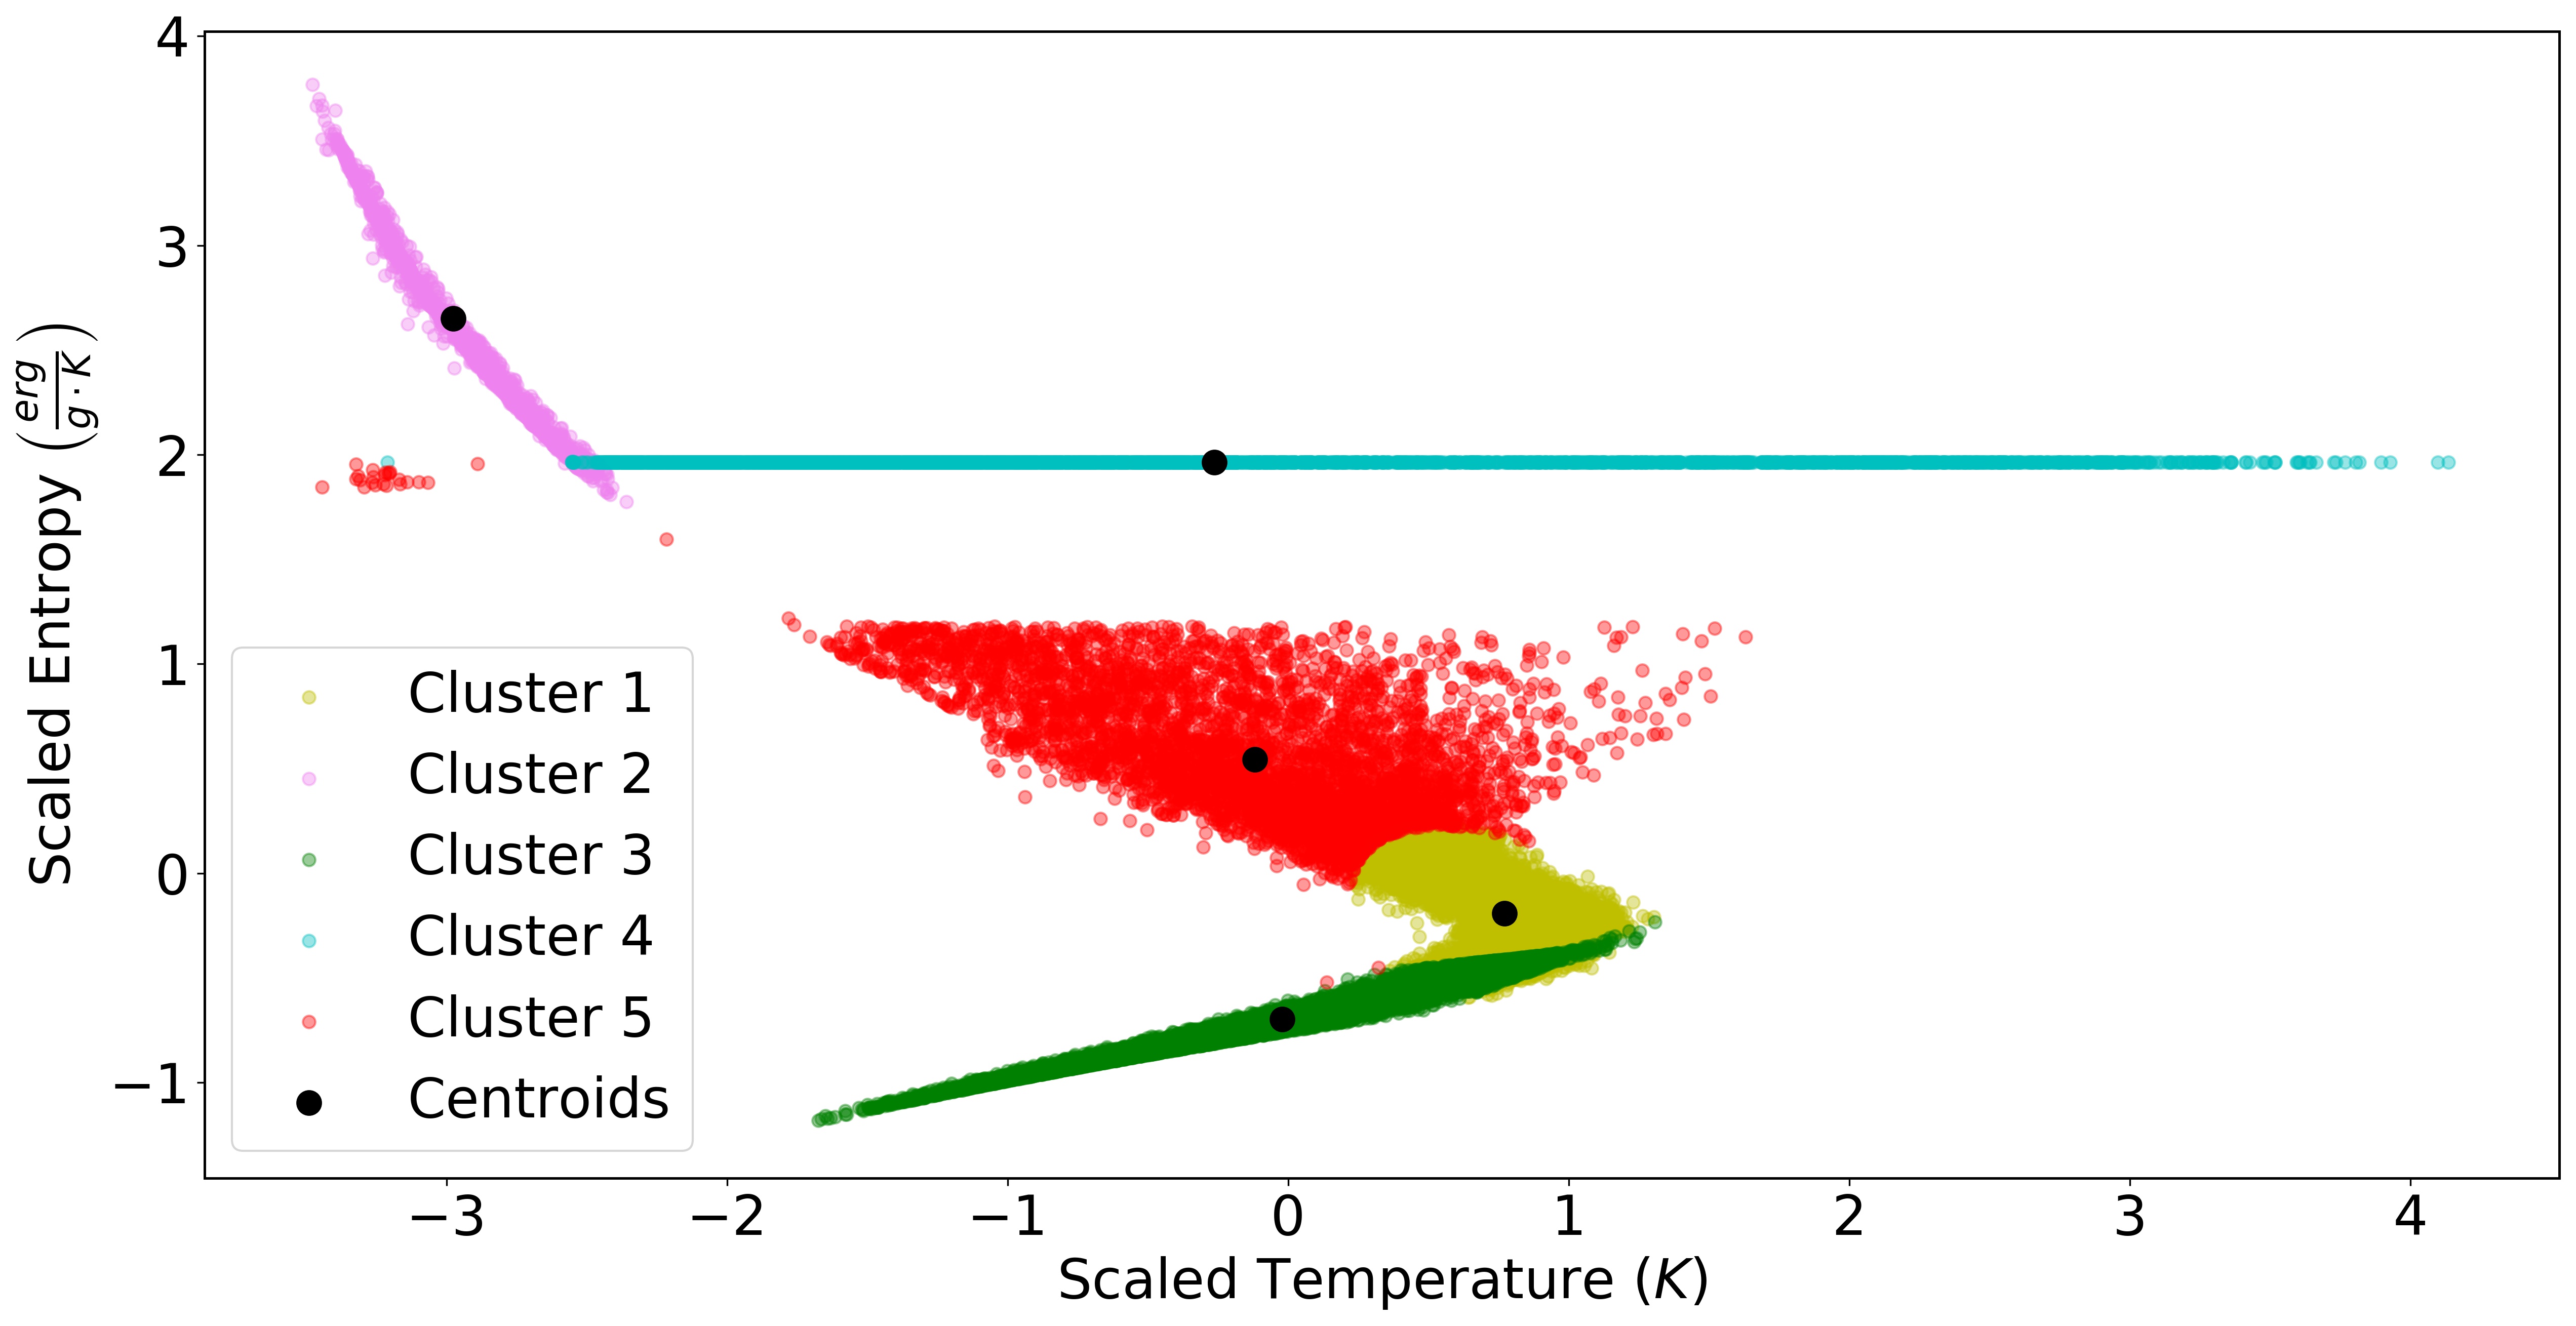 4
3
2
1
0
−1
Scaled Entropy (erg/g·K)
Cluster 1
Cluster 2
Cluster 3
Cluster 4
Cluster 5
Centroids
−3 −2 −1 0 1 2 3 4
Scaled Temperature (K)